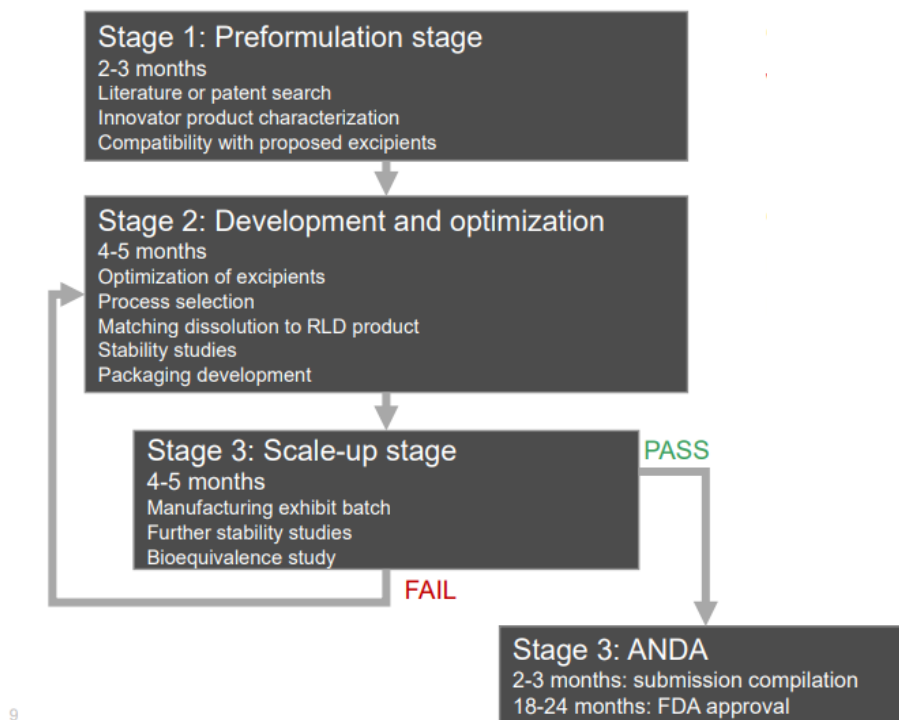 Stage 1: Preformulation stage
2-3 months
Literature or patent search
Innovator product characterization
Compatibility with proposed excipients
Stage 2: Development and optimization
4-5 months
Optimization of excipients
Process selection
Matching dissolution to RLD product
Stability studies
Packaging development
Stage 3: Scale-up stage
4-5 months
Manufacturing exhibit batch
Further stability studies
Bioequivalence study
PASS
FAIL
Stage 3: ANDA
2-3 months: submission compilation
18-24 months: FDA approval
9